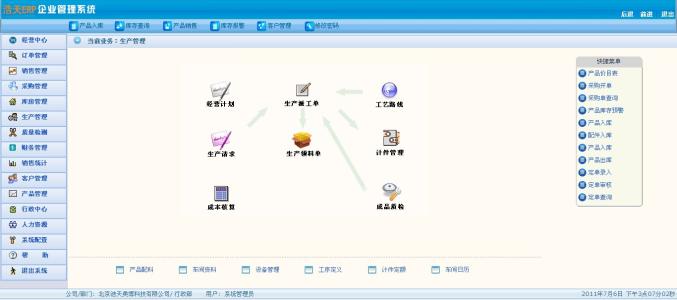 浩天ERP企业管理系统
后退 前进 退出
产品入库 库存查询 产品销售 库存报警 客户管理 修改密码
经营中心
订单管理
销售管理
采购管理
库房管理
生产管理
质量检测
财务管理
销售统计
客户管理
产品管理
行政中心
人力资源
系统配置
帮 助
退出系统
当前业务：生产管理
经营计划 生产派工单 工艺路线
生产请求 生产领料单 计件管理
成本核算 成品质检
快捷菜单
产品价目表
采购开单
采购单查询
产品库存预警
产品入库
配件入库
产品入库
产品出库
定单录入
定单审核
定单查询
产品配料 车间资料 设备管理 工序定义 计件定额 车间日历
公司/部门：北京浩天奥博科技有限公司/行政部 用户：系统管理员 2011年7月6日 下午3点07分02秒